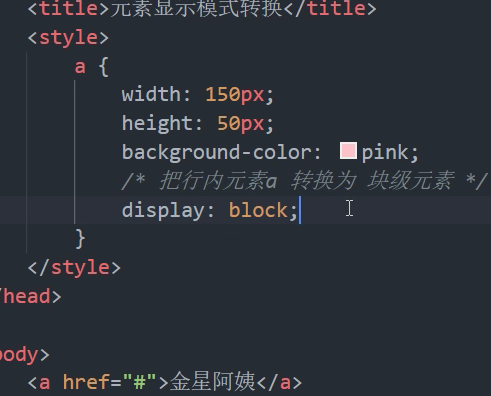 <title>元素显示模式转换</title>
<style>
a {
width: 150px;
height: 50px;
background-color: pink;
/* 把行内元素a 转换为 块级元素 */
display: block;
}
</style>
/head>
body>
<a href="#">金星阿姨</a>